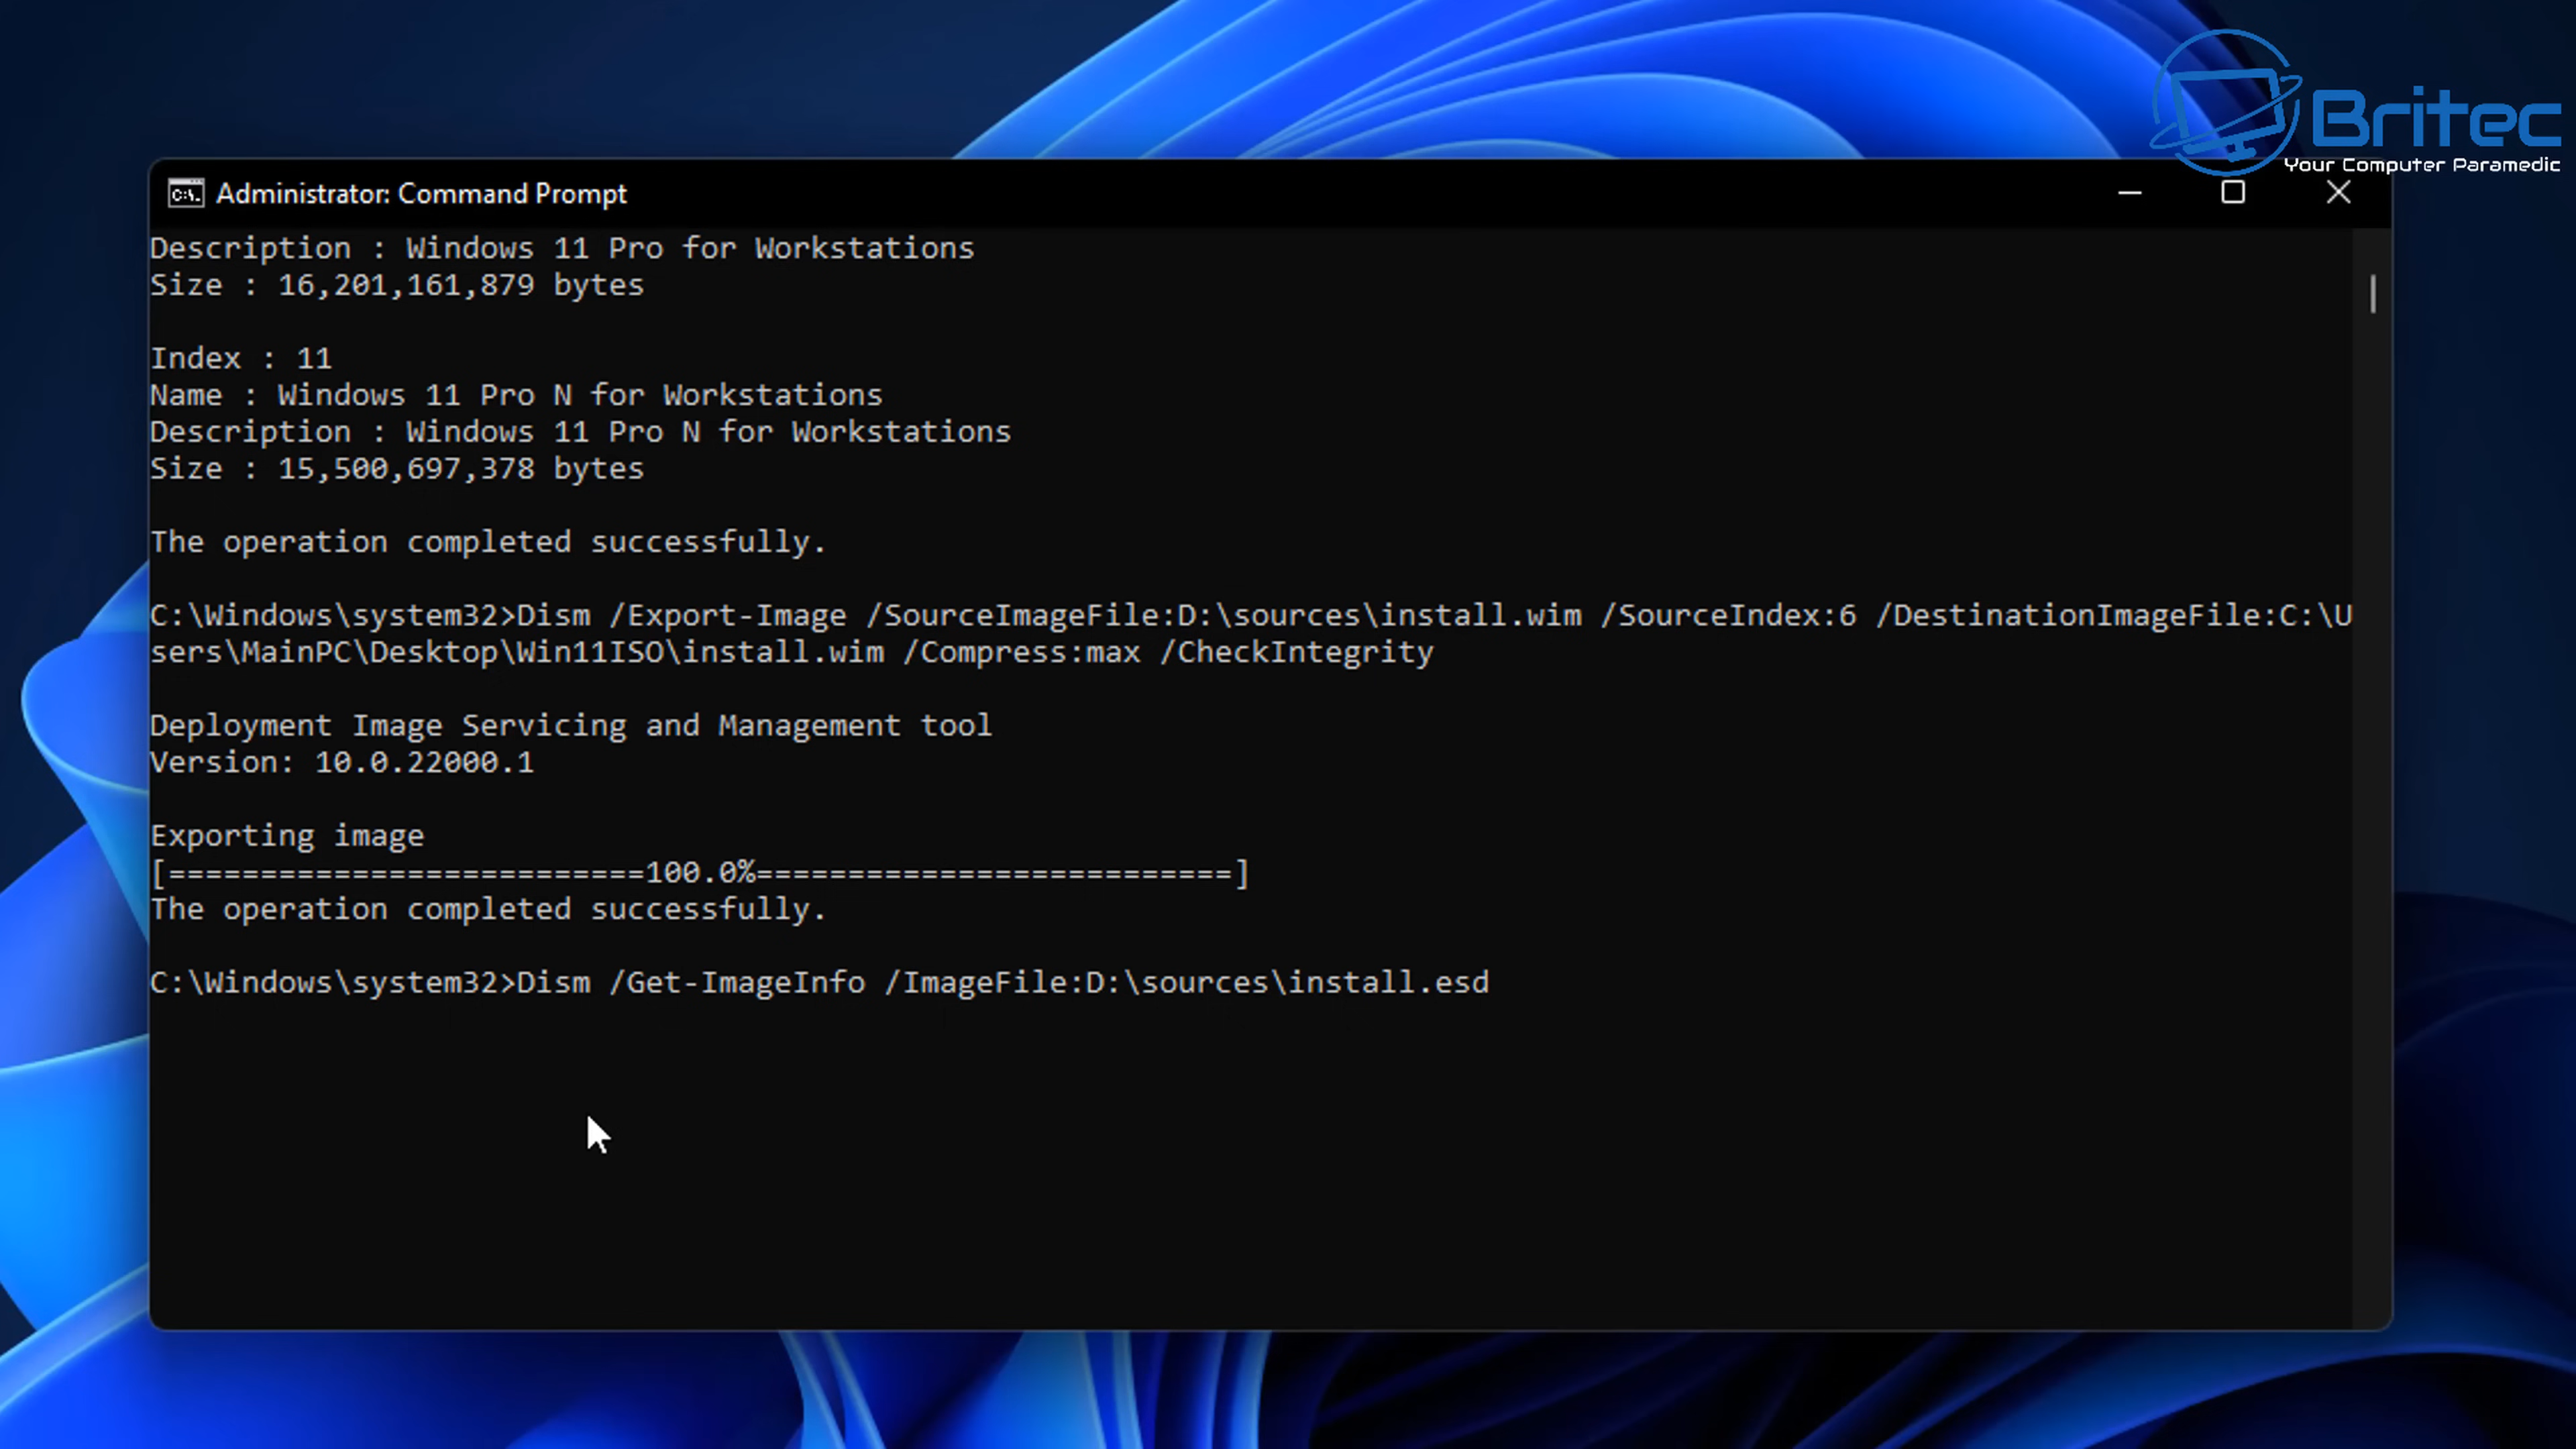 Britec
Your Computer Paramedic
Administrator: Command Prompt
Description : Windows 11 Pro for Workstations
Size : 16,201,161,879 bytes
Index : 11
Name : Windows 11 Pro N for Workstations
Description : Windows 11 Pro N for Workstations
Size : 15,500,697,378 bytes
The operation completed successfully.
C:\Windows\system32>Dism /Export-Image /SourceImageFile:D:\sources\install.wim /SourceIndex:6 /DestinationImageFile:C:\U
sers\MainPC\Desktop\Win11ISO\install.wim /Compress:max /CheckIntegrity
Deployment Image Servicing and Management tool
Version: 10.0.22000.1
Exporting image
[==========================100.0%==========================]
The operation completed successfully.
C:\Windows\system32>Dism /Get-ImageInfo /ImageFile:D:\sources\install.esd